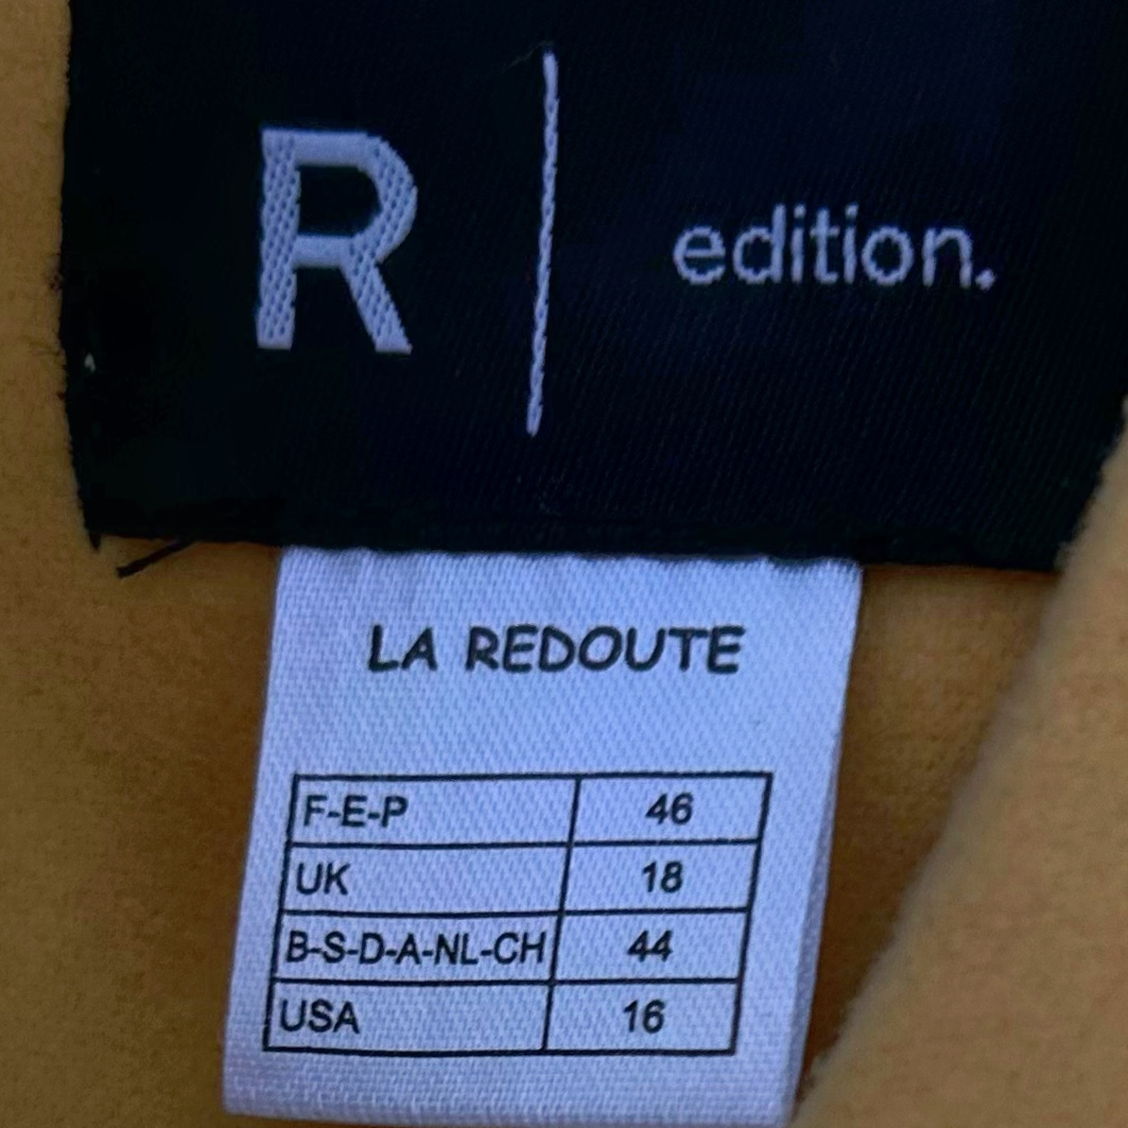 R | edition.
LA REDOUTE
F-E-P 46
UK 18
B-S-D-A-NL-CH 44
USA 16